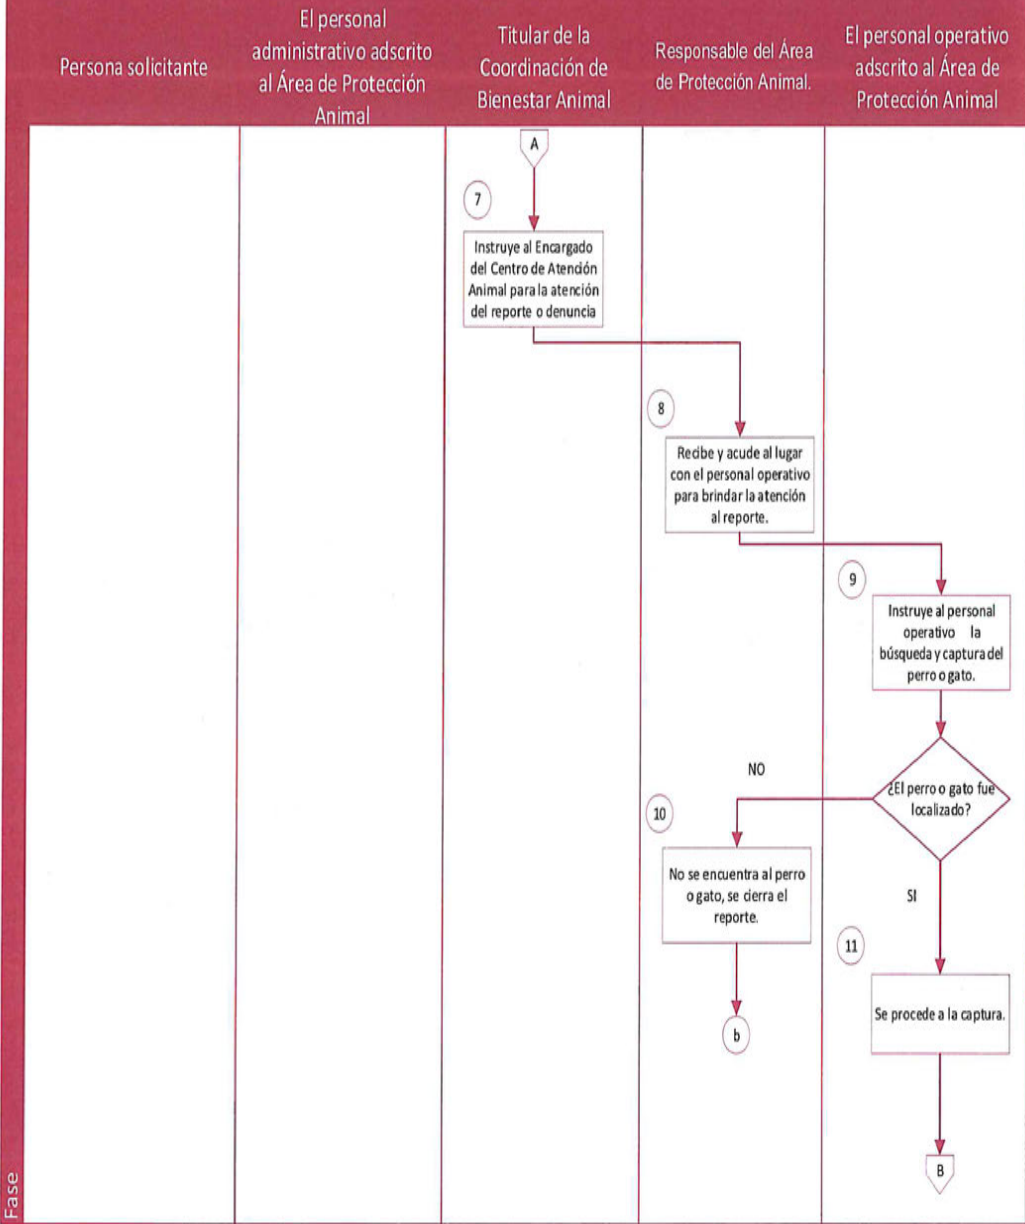 Persona solicitante
El personal
administrativo adscrito
al Área de Protección
Animal
Titular de la
Coordinación de
Bienestar Animal
Responsable del Área
de Protección Animal.
El personal operativo
adscrito al Área de
Protección Animal
A
7
Instruye al Encargado
del Centro de Atención
Animal para la atención
del reporte o denuncia
8
Recibe y acude al lugar
con el personal operativo
para brindar la atención
al reporte.
9
Instruye al personal
operativo la
búsqueda y captura del
perro o gato.
¿El perro o gato fue
localizado?
NO
10
No se encuentra al perro
o gato, se cierra el
reporte.
b
SI
11
Se procede a la captura.
B
Fase